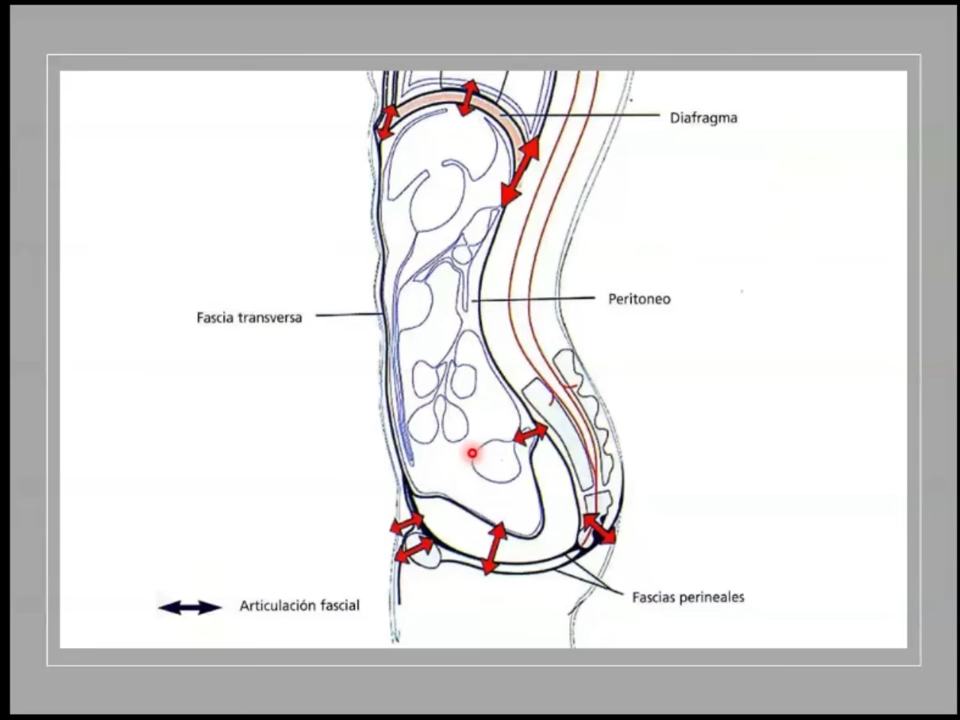 Diafragma
Peritoneo
Fascia transversa
Articulación fascial
Fascias perineales